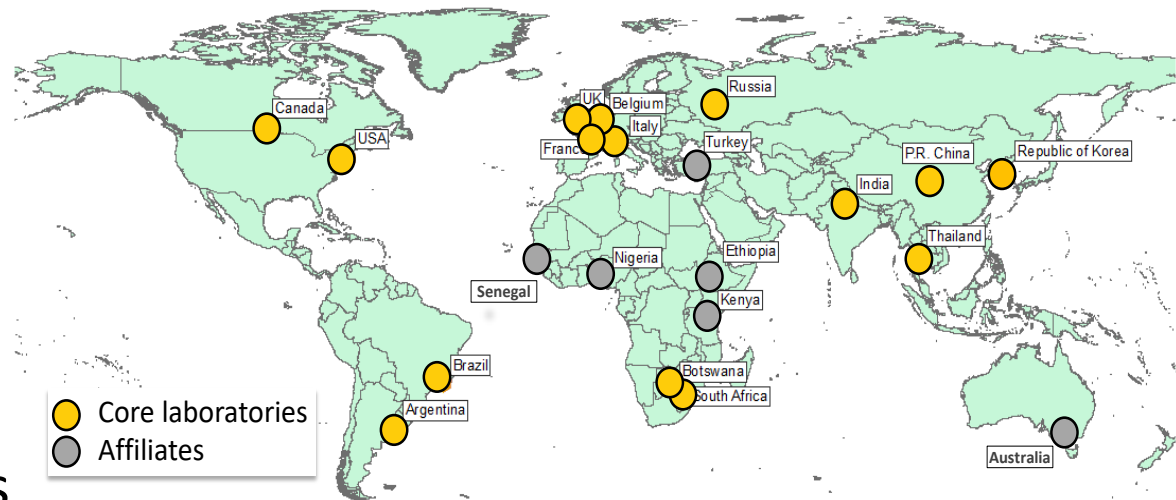 Canada
USA
UK
Belgium
Italy
Franc
Russia
Turkey
P.R. China
Republic of Korea
India
Thailand
Senegal
Nigeria
Ethiopia
Kenya
Brazil
Argentina
Botswana
South Africa
Australia
Core laboratories
Affiliates
s